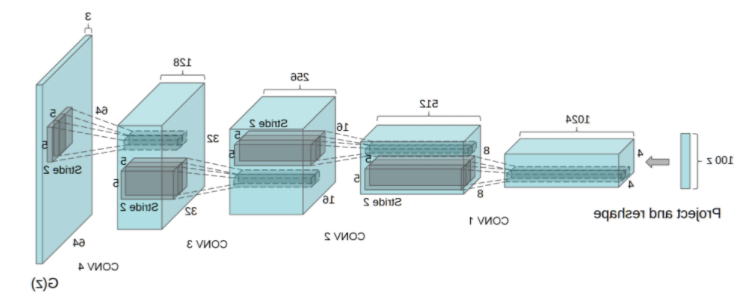 100 z
Project and reshape
4
4
1024
CONV 1
512
8
8
5
5
Stride 2
CONV 2
256
16
16
Stride 2
5
5
CONV 3
128
32
32
5
5
Stride 2
CONV 4
3
64
5
5
Stride 2
64
G(z)